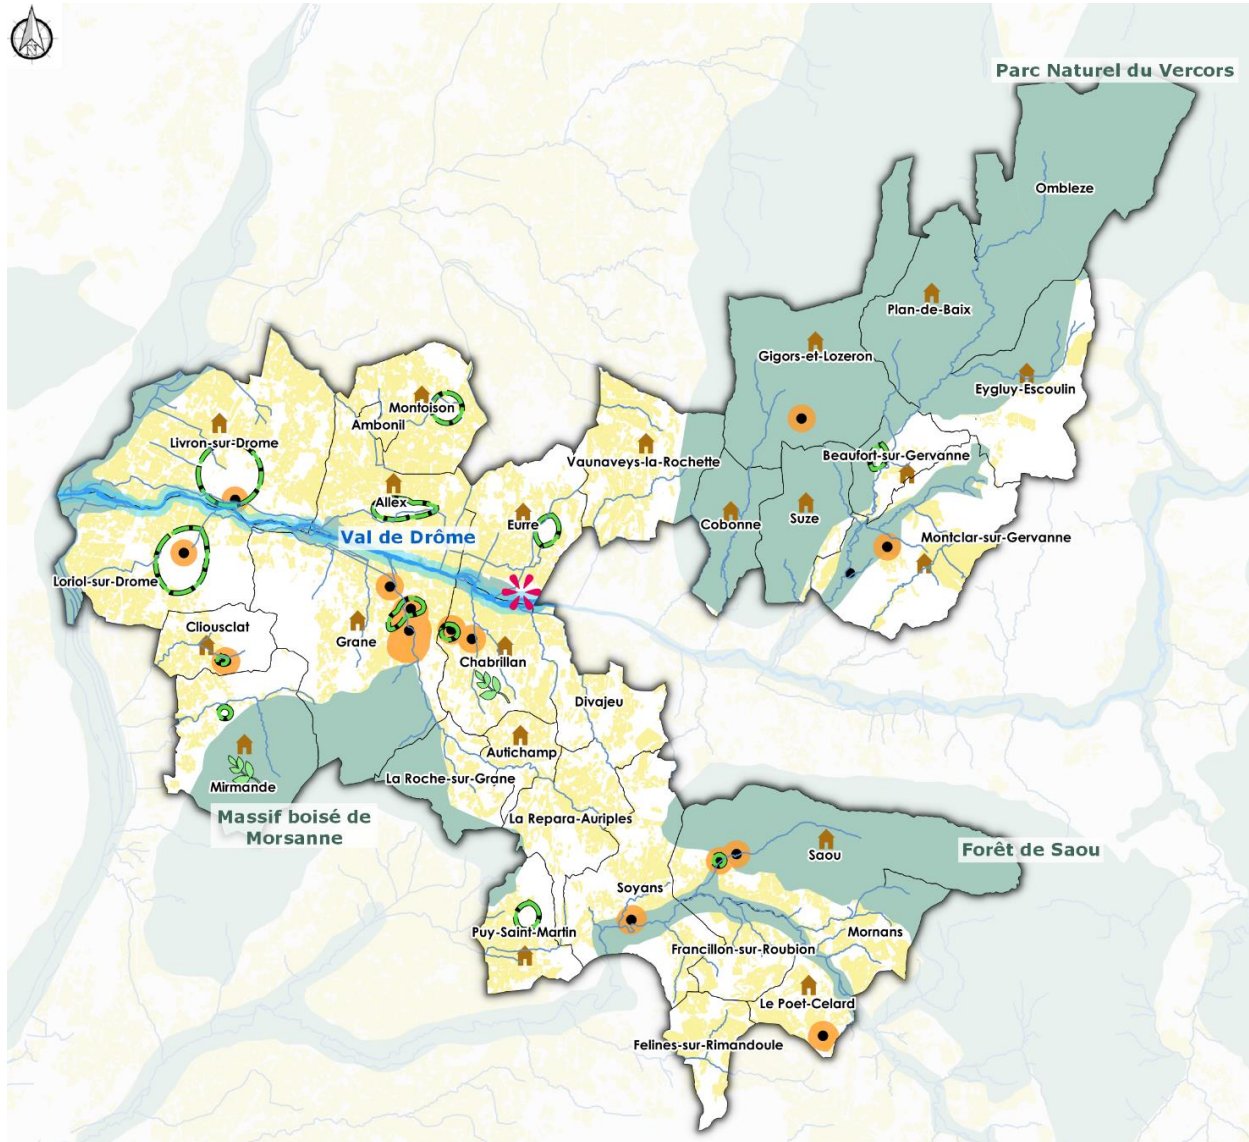 N
Parc Naturel du Vercors
Ombleze
Plan-de-Baix
Gigors-et-Lozeron
Eygluy-Escoulin
Montoison
Ambonil
Livron-sur-Drome
Vaunaveys-la-Rochette
Beaufort-sur-Gervanne
Allex
Eurre
Cobonne
Suze
Val de Drôme
Montclar-sur-Gervanne
Loriol-sur-Drome
Cliousclat
Grane
Chabrillan
Divajeu
Autichamp
La Roche-sur-Grane
Mirmande
Massif boisé de
Morsanne
La Repara-Auriples
Saou
Forêt de Saou
Soyans
Puy-Saint-Martin
Mornans
Francillon-sur-Roubion
Le Poet-Celard
Felines-sur-Rimandoule